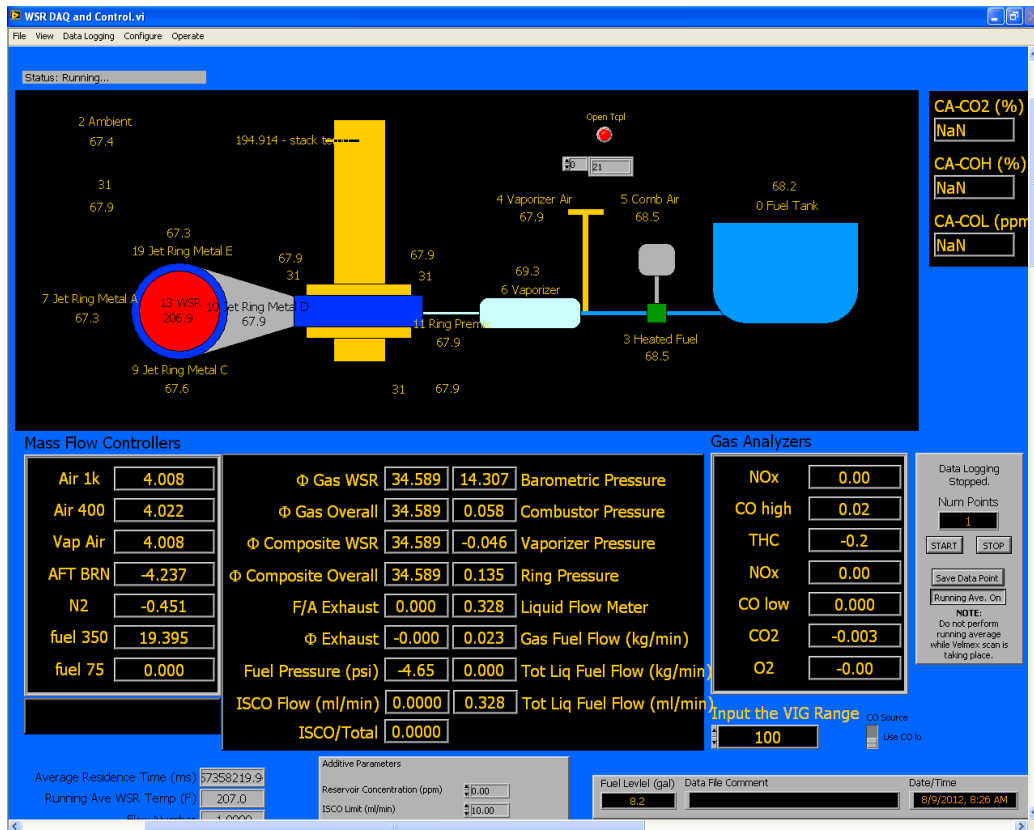 WSR DAQ and Control.vi
File View Data Logging Configure Operate
Status: Running...
2 Ambient
67.4
31
67.9
194.914 - stack te
Open Tcpl
0 21
4 Vaporizer Air
67.9
5 Comb Air
68.5
68.2
0 Fuel Tank
67.3
19 Jet Ring Metal E
67.9
31
67.9
31
69.3
6 Vaporizer
7 Jet Ring Metal A
67.3
13 WSR
206.9
10 Jet Ring Metal D
67.9
11 Ring Prem
67.9
3 Heated Fuel
68.5
9 Jet Ring Metal C
67.6
31 67.9
CA-CO2 (%)
NaN
CA-COH (%)
NaN
CA-COL (ppm
NaN
Mass Flow Controllers
Air 1k 4.008
Air 400 4.022
Vap Air 4.008
AFT BRN -4.237
N2 -0.451
fuel 350 19.395
fuel 75 0.000
Φ Gas WSR 34.589 14.307 Barometric Pressure
Φ Gas Overall 34.589 0.058 Combustor Pressure
Φ Composite WSR 34.589 -0.046 Vaporizer Pressure
Φ Composite Overall 34.589 0.135 Ring Pressure
F/A Exhaust 0.000 0.328 Liquid Flow Meter
Φ Exhaust -0.000 0.023 Gas Fuel Flow (kg/min)
Fuel Pressure (psi) -4.65 0.000 Tot Liq Fuel Flow (kg/min)
ISCO Flow (ml/min) 0.0000 0.328 Tot Liq Fuel Flow (ml/min)
ISCO/Total 0.0000
Gas Analyzers
NOx 0.00
CO high 0.02
THC -0.2
NOx 0.00
CO low 0.000
CO2 -0.003
O2 -0.00
Input the VIG Range
100
CO Source
Use CO lo
Data Logging
Stopped.
Num Points
1
START STOP
Save Data Point
Running Ave. On
NOTE:
Do not perform
running average
while Velmex scan is
taking place.
Average Residence Time (ms) 57358219.9
Running Ave WSR Temp (F) 207.0
Flow Number 1.0000
Additive Parameters
Reservoir Concentration (ppm) 0.00
ISCO Limit (ml/min) 10.00
Fuel Levlel (gal) Data File Comment Date/Time
8.2 8/9/2012, 8:26 AM